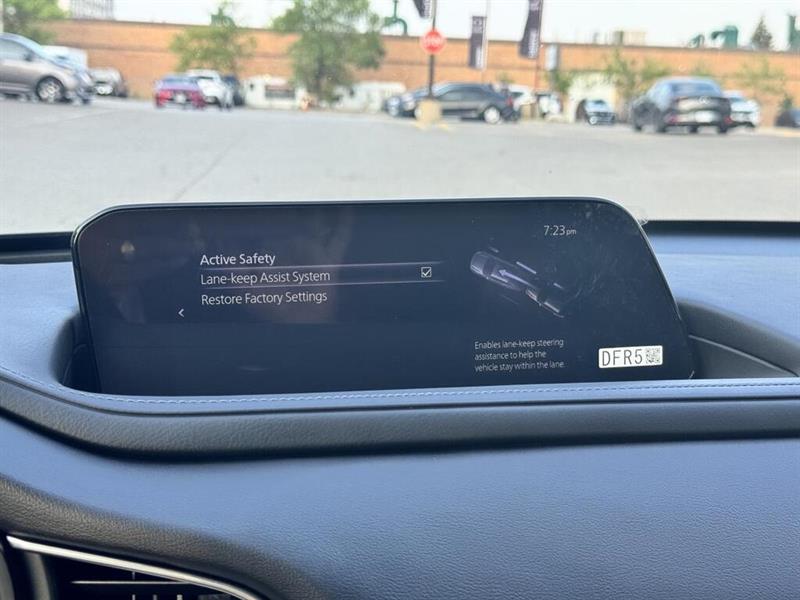 7:23pm
Active Safety
Lane-keep Assist System
Restore Factory Settings
Enables lane-keep steering
assistance to help the
vehicle stay within the lane.
DFR5